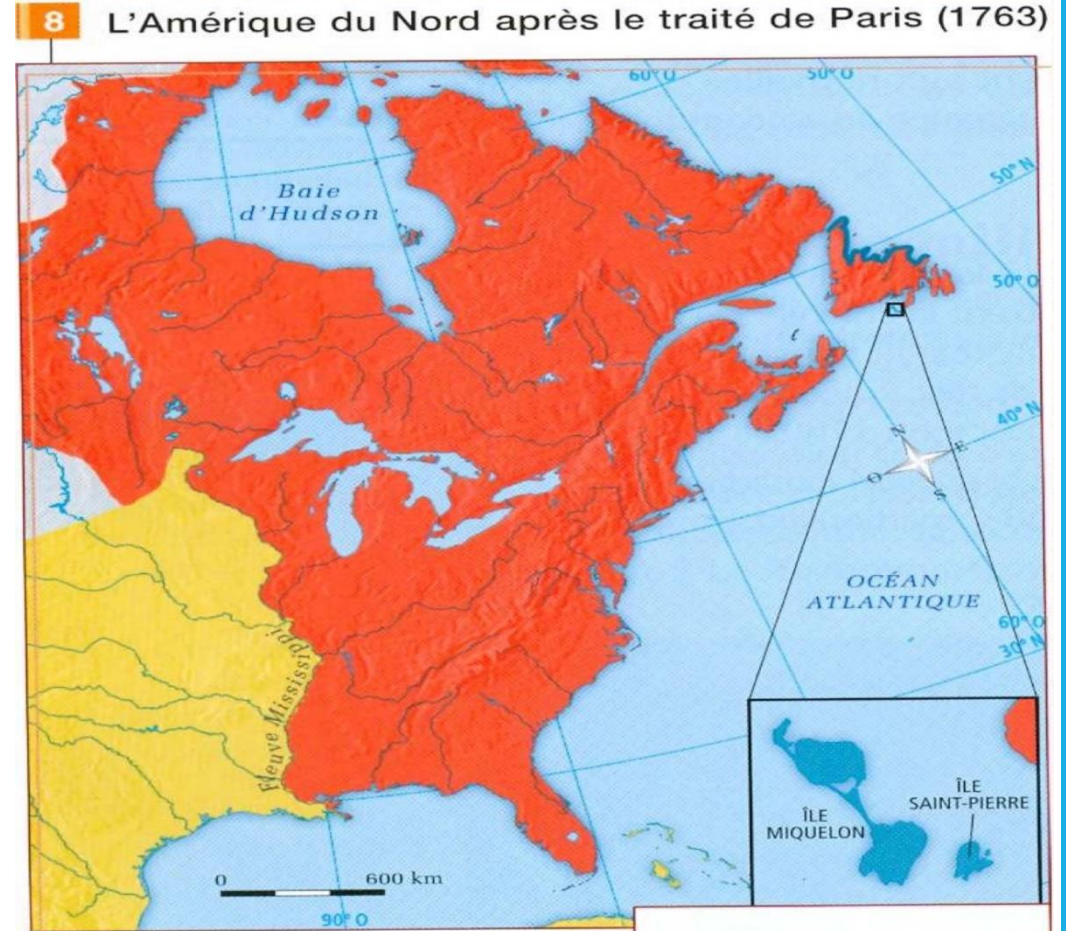 8 L'Amérique du Nord après le traité de Paris (1763)
60° O
50° O
50° N
Baie
d'Hudson
50° O
40° N
N
E
O
S
OCÉAN
ATLANTIQUE
60° O
30° N
Fleuve Mississippi
ÎLE
SAINT-PIERRE
ÎLE
MIQUELON
0 600 km
90° O